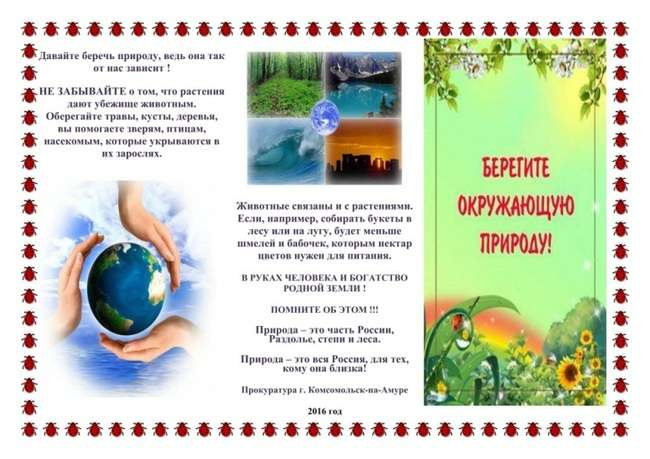 Давайте беречь природу, ведь она так
от нас зависит !
НЕ ЗАБЫВАЙТЕ о том, что растения
дают убежище животным.
Оберегайте травы, кусты, деревья,
вы помогаете зверям, птицам,
насекомым, которые укрываются в
их зарослях.
Животные связаны и с растениями.
Если, например, собирать букеты в
лесу или на лугу, будет меньше
шмелей и бабочек, которым нектар
цветов нужен для питания.
В РУКАХ ЧЕЛОВЕКА И БОГАТСТВО
РОДНОЙ ЗЕМЛИ !
ПОМНИТЕ ОБ ЭТОМ !!!
Природа – это часть России,
Раздолье, степи и леса.
Природа – это вся Россия, для тех,
кому она близка!
Прокуратура г. Комсомольск-на-Амуре
2016 год
БЕРЕГИТЕ
ОКРУЖАЮЩУЮ
ПРИРОДУ!